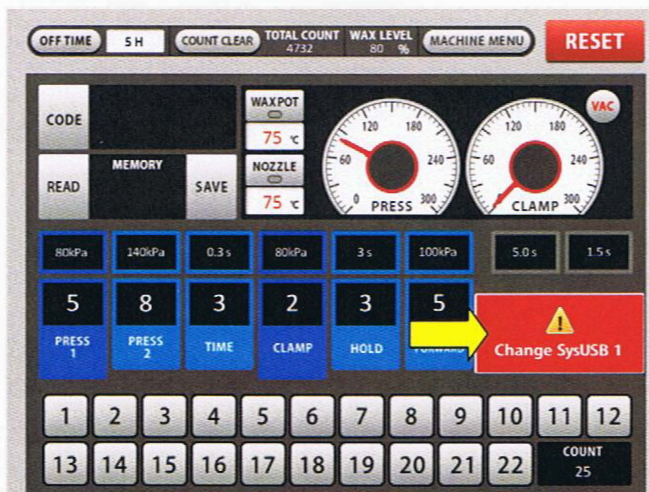 OFF TIME 5 H COUNT CLEAR TOTAL COUNT 4732 WAX LEVEL 80 % MACHINE MENU RESET
CODE
WAXPOT
75 ℃
NOZZLE
75 ℃
READ MEMORY SAVE
0 60 120 180 240 300 PRESS
60 120 180 240 300 CLAMP
VAC
80kPa 140kPa 0.3 s 80kPa 3 s 100kPa 5.0 s 1.5 s
5 8 3 2 3 5
PRESS 1 PRESS 2 TIME CLAMP HOLD
Change SysUSB 1
1 2 3 4 5 6 7 8 9 10 11 12
13 14 15 16 17 18 19 20 21 22 COUNT 25